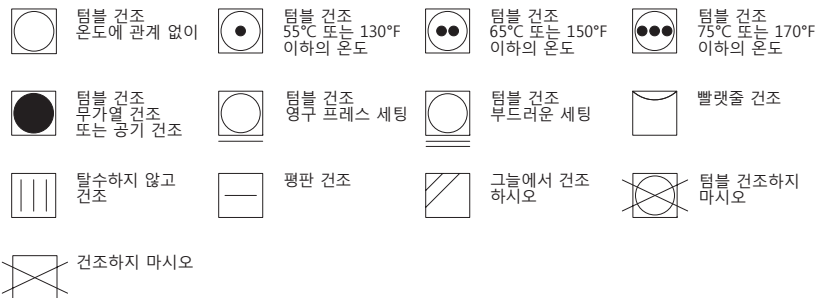 텀블 건조
온도에 관계 없이
텀블 건조
55°C 또는 130°F
이하의 온도
텀블 건조
65°C 또는 150°F
이하의 온도
텀블 건조
75°C 또는 170°F
이하의 온도
텀블 건조
무가열 건조
또는 공기 건조
텀블 건조
영구 프레스 세팅
텀블 건조
부드러운 세팅
빨랫줄 건조
탈수하지 않고
건조
평판 건조
그늘에서 건조
하시오
텀블 건조하지
마시오
건조하지 마시오